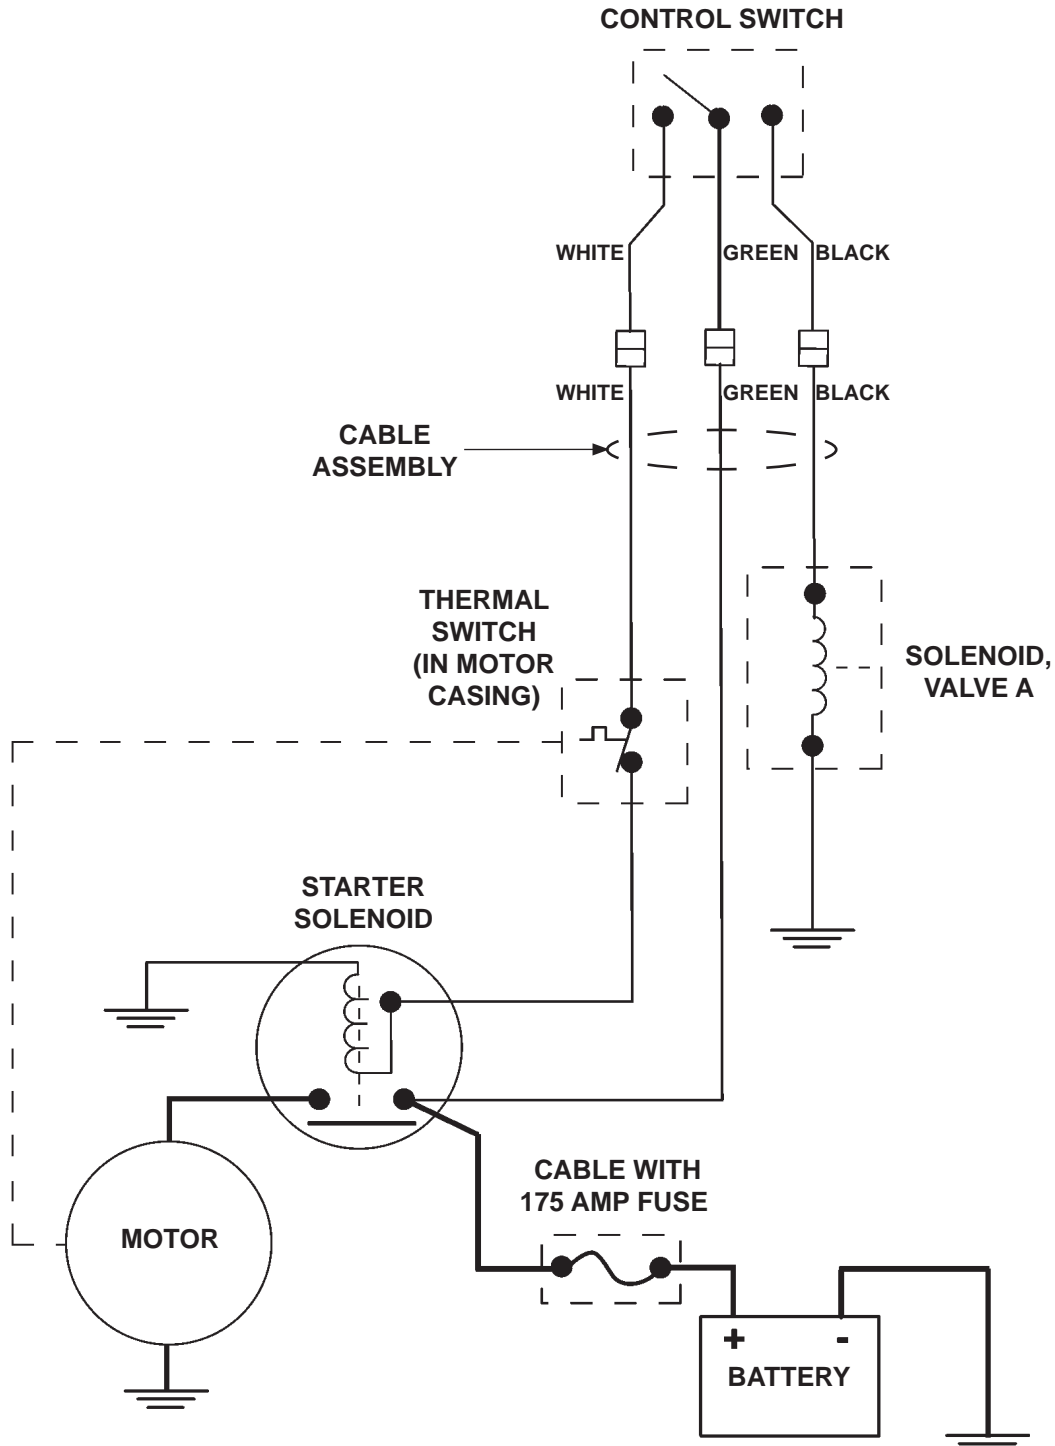 CONTROL SWITCH
WHITE
GREEN
BLACK
WHITE
GREEN
BLACK
CABLE
ASSEMBLY
THERMAL
SWITCH
(IN MOTOR
CASING)
SOLENOID,
VALVE A
STARTER
SOLENOID
CABLE WITH
175 AMP FUSE
MOTOR
+ -
BATTERY